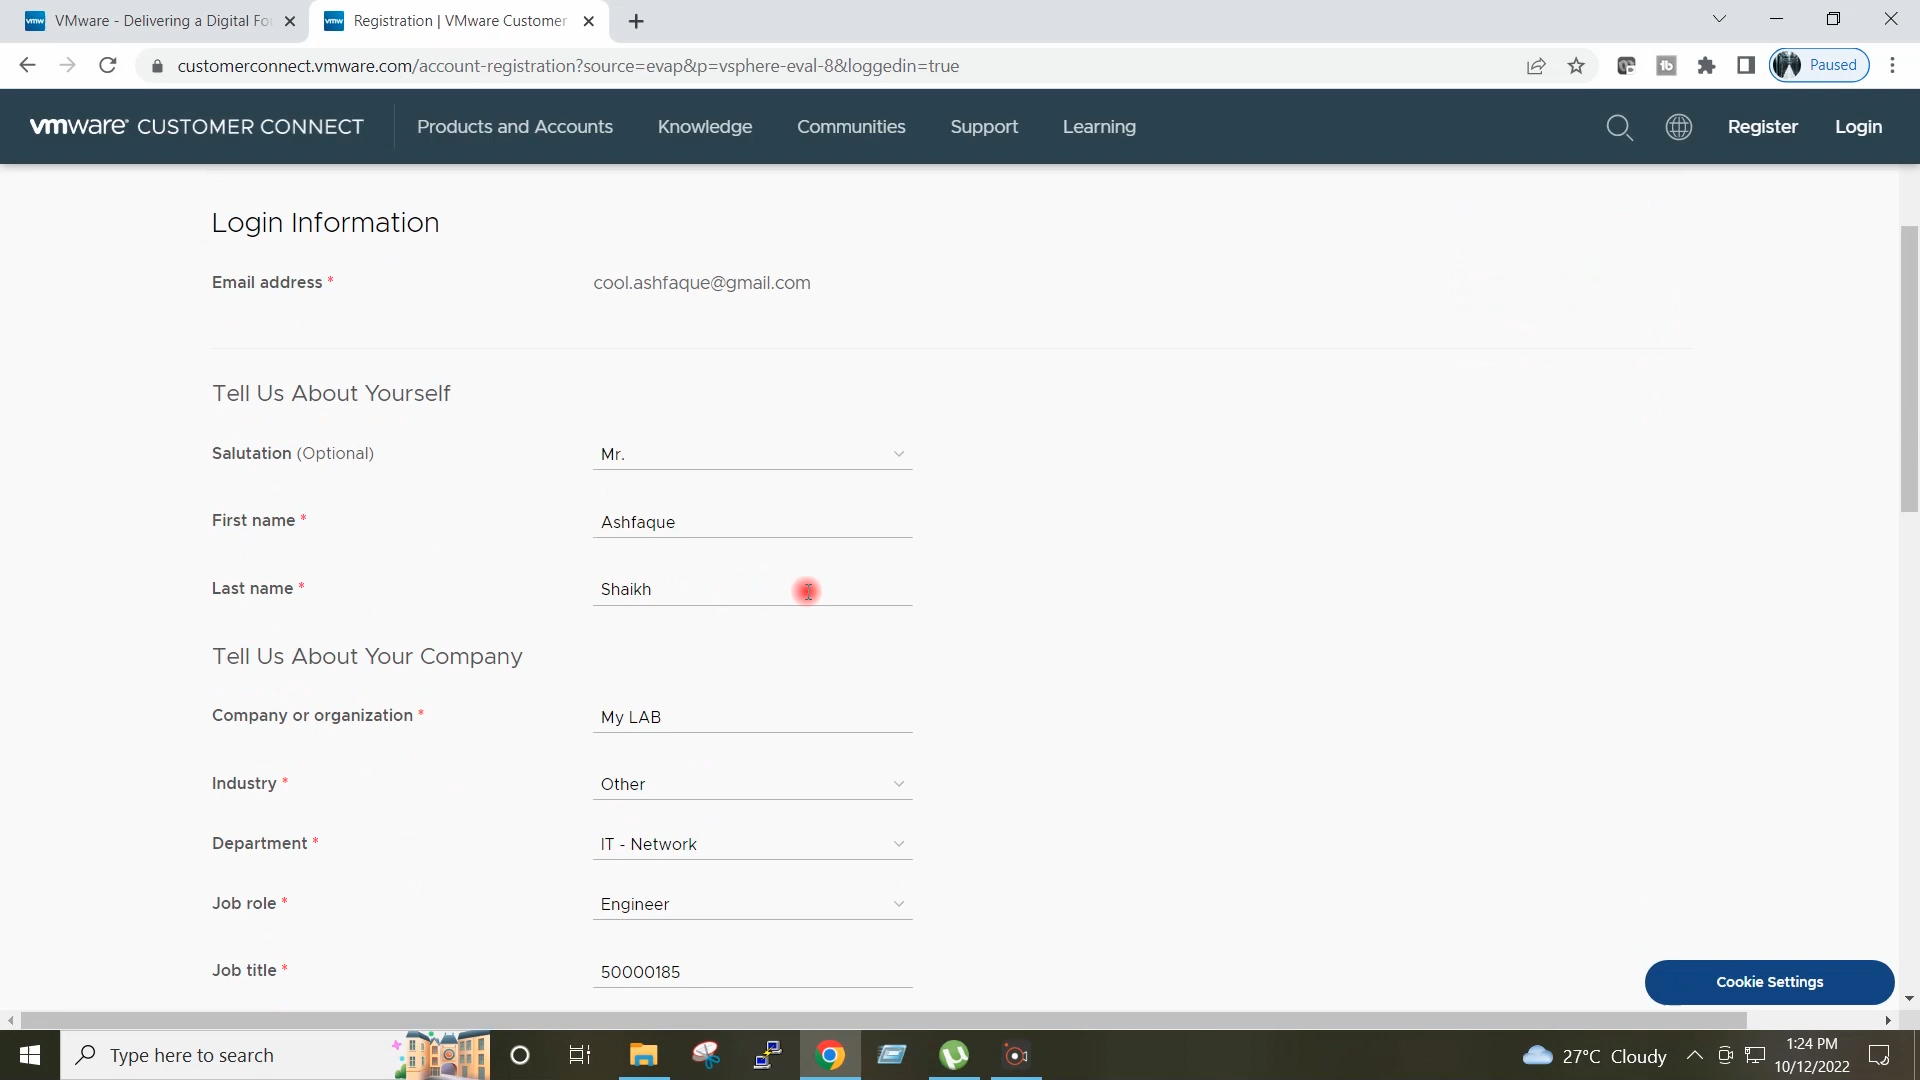 VMware - Delivering a Digital Fo
Registration | VMware Customer
customerconnect.vmware.com/account-registration?source=evap&p=vsphere-eval-8&loggedin=true
Paused
vmware® CUSTOMER CONNECT
Products and Accounts
Knowledge
Communities
Support
Learning
Register
Login
Login Information
Email address *
cool.ashfaque@gmail.com
Tell Us About Yourself
Salutation (Optional)
Mr.
First name *
Ashfaque
Last name *
Shaikh
Tell Us About Your Company
Company or organization *
My LAB
Industry *
Other
Department *
IT - Network
Job role *
Engineer
Job title *
50000185
Cookie Settings
Type here to search
27°C Cloudy
1:24 PM
10/12/2022